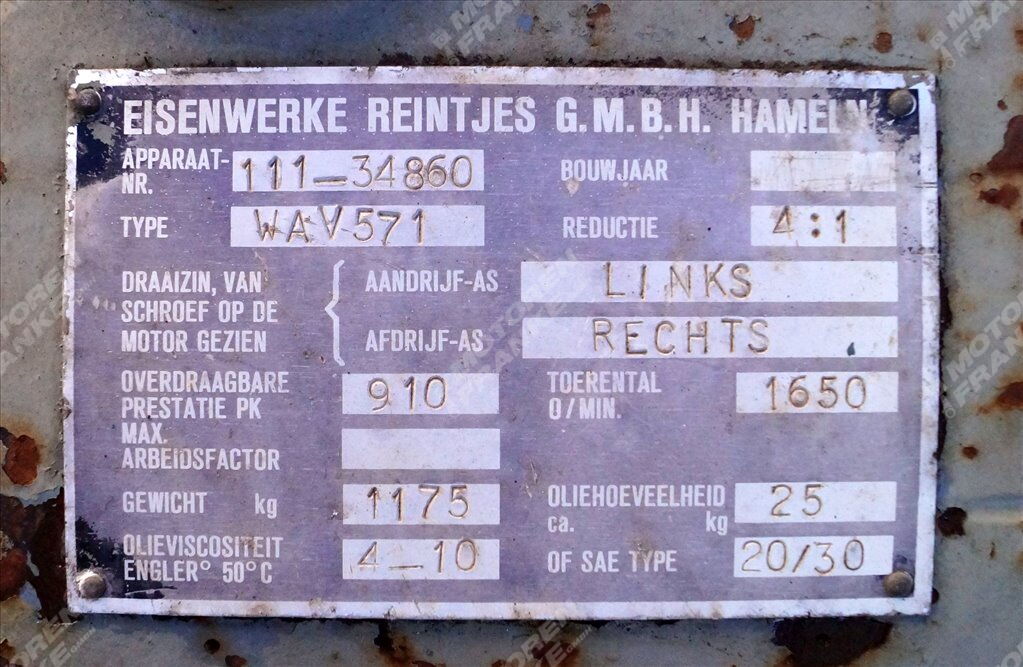 EISENWERKE REINTJES G.M.B.H. HAMELN
APPARAAT-NR. 111-34860 BOUWJAAR
TYPE WAV571 REDUCTIE 4:1
DRAAIZIN, VAN
SCHROEF OP DE
MOTOR GEZIEN
AANDRIJF-AS LINKS
AFDRIJF-AS RECHTS
OVERDRAAGBARE
PRESTATIE PK 910
TOERENTAL
O/MIN. 1650
MAX.
ARBEIDSFACTOR
GEWICHT kg 1175
OLIEHOEVEELHEID
ca. kg 25
OLIEVISCOSITEIT
ENGLER° 50°C 4-10
OF SAE TYPE 20/30
MOTOREN
FRANKE